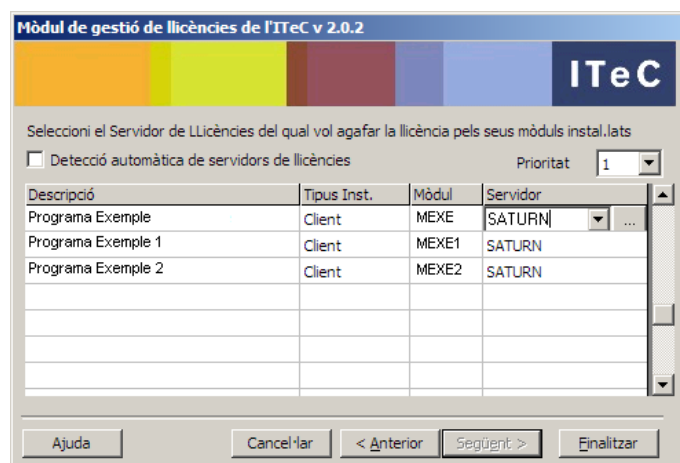 Mòdul de gestió de llicències de l'ITeC v 2.0.2
ITeC
Seleccioni el Servidor de LLicències del qual vol agafar la llicència pels seus mòduls instal.lats
Detecció automàtica de servidors de llicències Prioritat 1
Descripció Tipus Inst. Mòdul Servidor
Programa Exemple Client MEXE SATURN ...
Programa Exemple 1 Client MEXE1 SATURN
Programa Exemple 2 Client MEXE2 SATURN
Ajuda Cancel·lar < Anterior Següent > Finalitzar